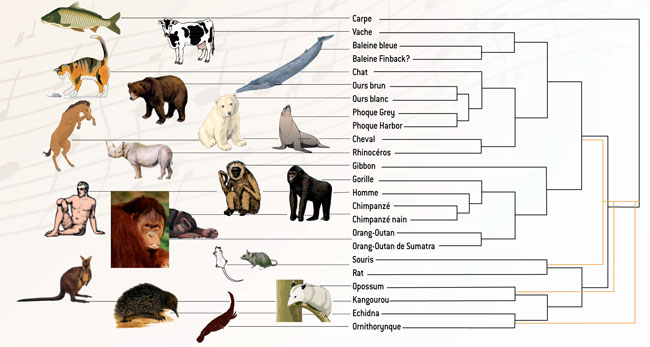 Carpe
Vache
Baleine bleue
Baleine Finback?
Chat
Ours brun
Ours blanc
Phoque Grey
Phoque Harbor
Cheval
Rhinocéros
Gibbon
Gorille
Homme
Chimpanzé
Chimpanzé nain
Orang-Outan
Orang-Outan de Sumatra
Souris
Rat
Opossum
Kangourou
Echidna
Ornithorynque